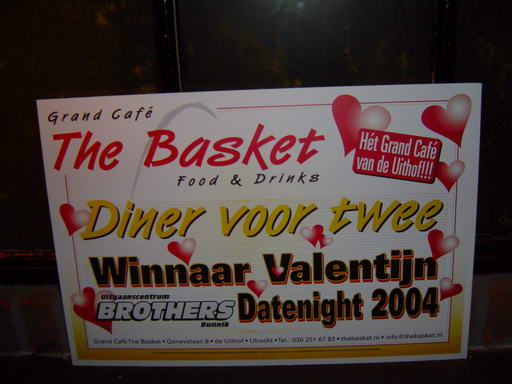 Grand Café
The Basket
Food & Drinks
Hét Grand Café
van de Uithof!!!
Diner voor twee
Winnaar Valentijn
Uitgaanscentrum
BROTHERS
Bunnik
Datenight 2004
Grand Café The Basket • Genevelaan 8 • de Uithof • Utrecht • Tel.: 030 251 67 83 • thebasket.nl • info@thebasket.nl